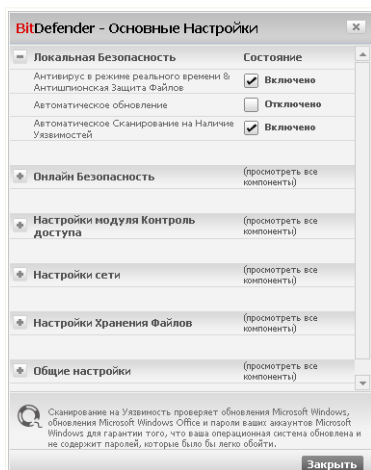 BitDefender - Основные Настройки
Локальная Безопасность Состояние
Антивирус в режиме реального времени &
Антишпионская Защита Файлов
Включено
Автоматическое обновление Отключено
Автоматическое Сканирование на Наличие
Уязвимостей
Включено
Онлайн Безопасность (просмотреть все
компоненты)
Настройки модуля Контроль
доступа
(просмотреть все
компоненты)
Настройки сети (просмотреть все
компоненты)
Настройки Хранения Файлов (просмотреть все
компоненты)
Общие настройки (просмотреть все
компоненты)
Сканирование на Уязвимость проверяет обновления Microsoft Windows,
обновления Microsoft Windows Office и пароли ваших аккаунтов Microsoft
Windows для гарантии того, что ваша операционная система обновлена и
не содержит паролей, которые было бы легко обойти.
Закрыть